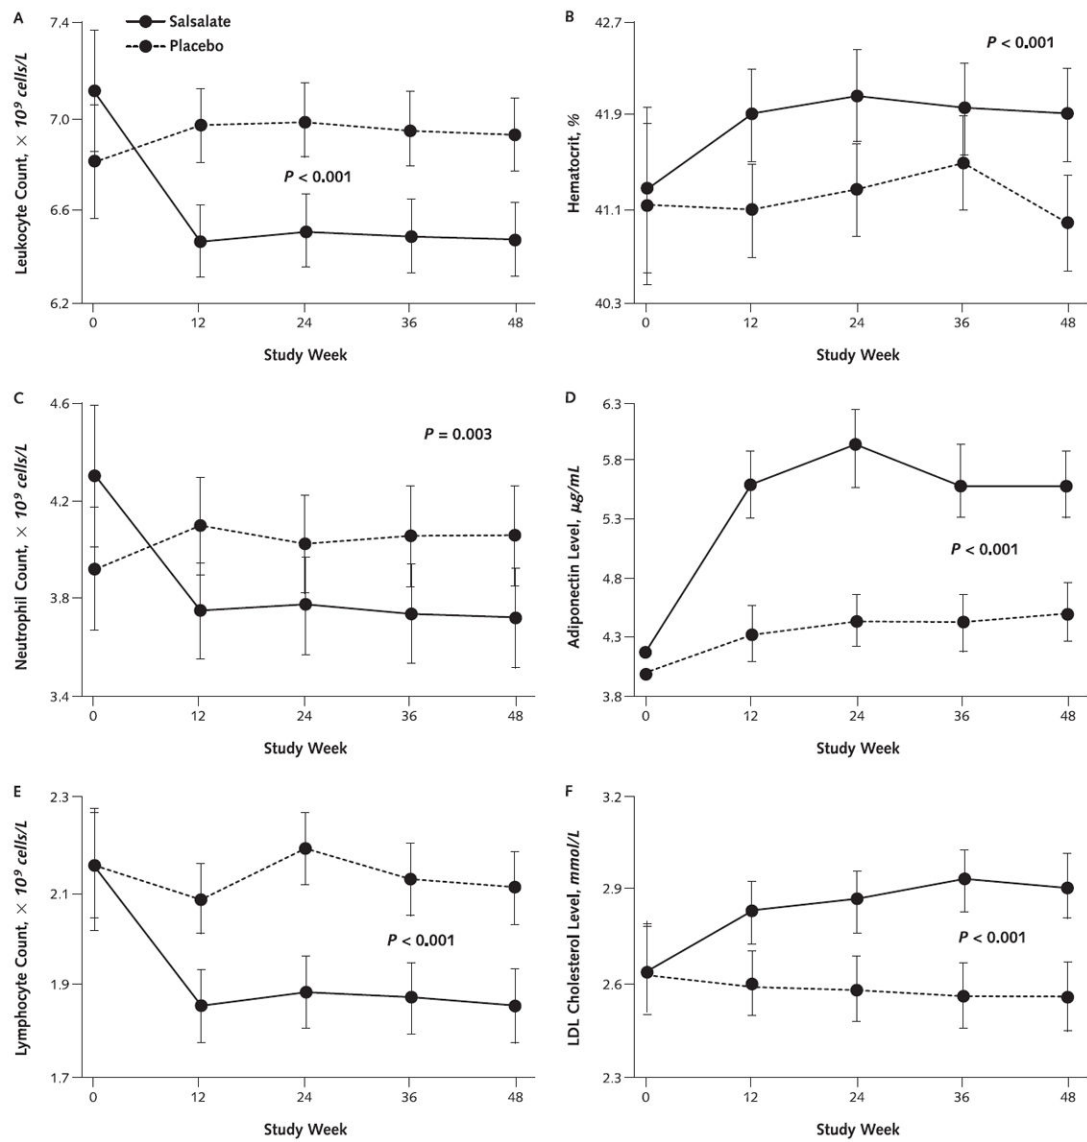 A
Salsalate
Placebo
Leukocyte Count, × 10⁹ cells/L
7.4
7.0
6.6
6.2
P < 0.001
0 12 24 36 48
Study Week
B
Hematocrit, %
42.7
41.9
41.1
40.3
P < 0.001
0 12 24 36 48
Study Week
C
Neutrophil Count, × 10⁹ cells/L
4.6
4.2
3.8
3.4
P = 0.003
0 12 24 36 48
Study Week
D
Adiponectin Level, μg/mL
6.3
5.8
5.3
4.8
4.3
3.8
P < 0.001
0 12 24 36 48
Study Week
E
Lymphocyte Count, × 10⁹ cells/L
2.3
2.1
1.9
1.7
P < 0.001
0 12 24 36 48
Study Week
F
LDL Cholesterol Level, mmol/L
3.2
2.9
2.6
2.3
P < 0.001
0 12 24 36 48
Study Week